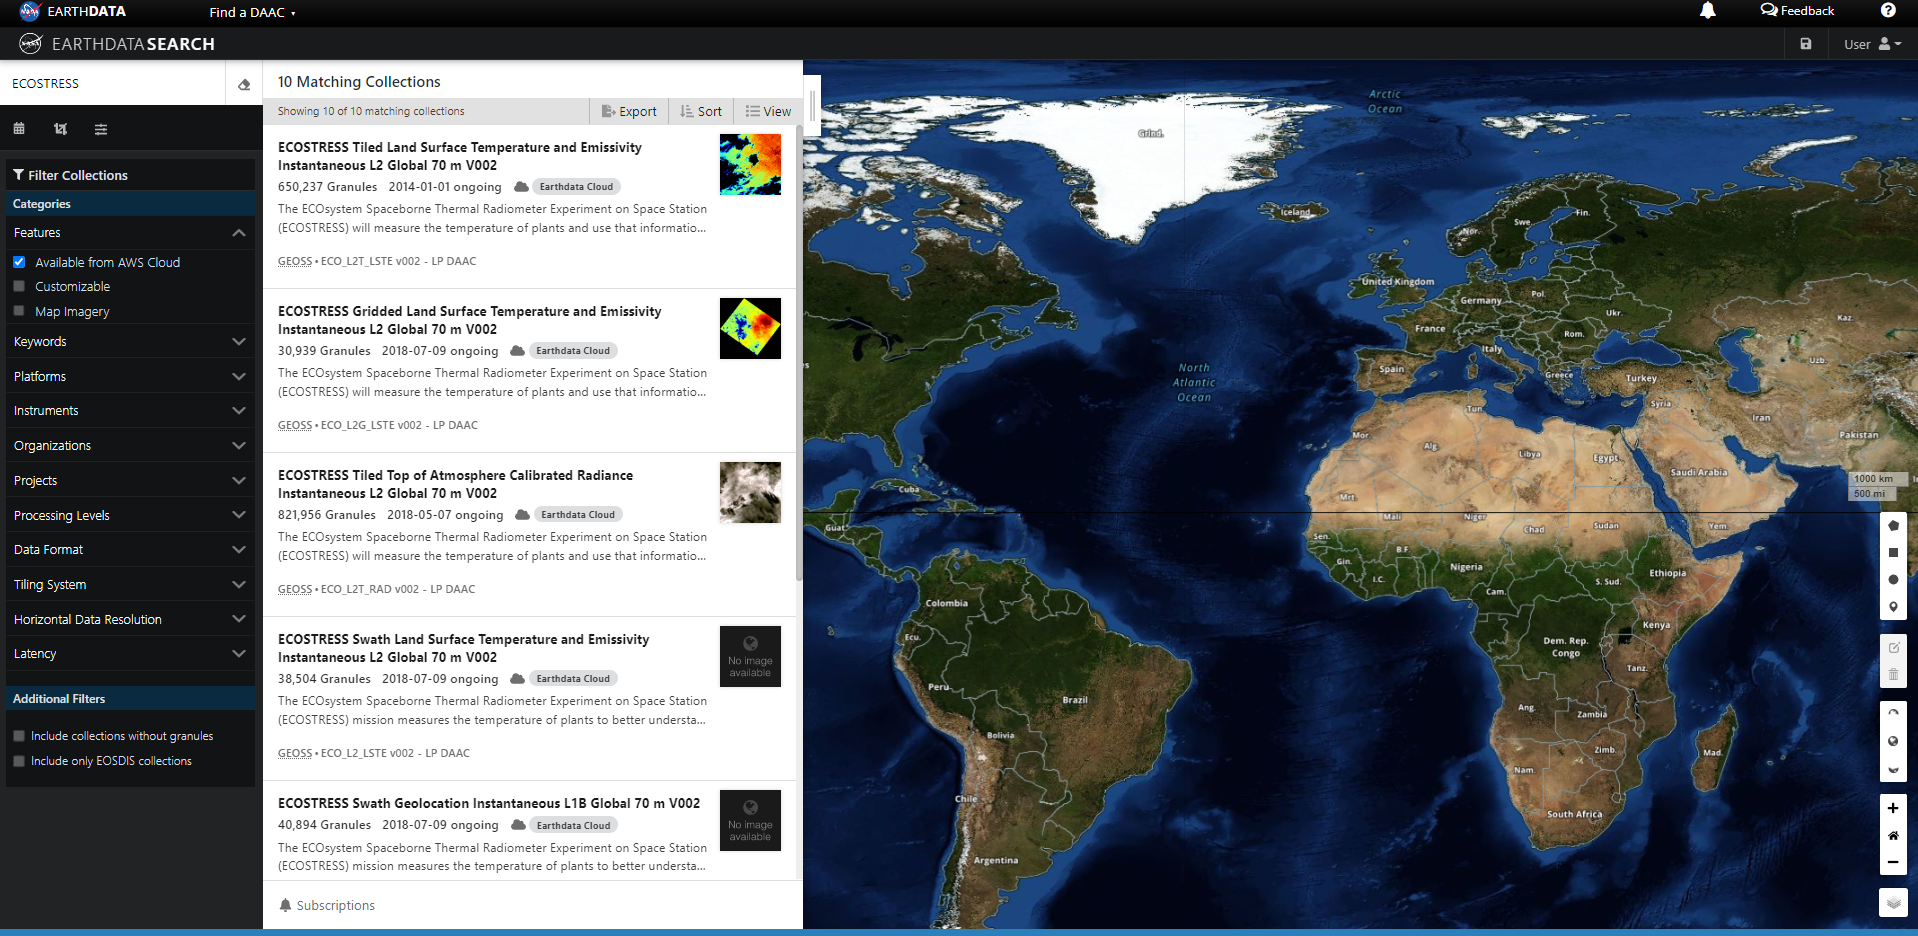 EARTHDATA
Find a DAAC
Feedback
EARTHDATA SEARCH
User
ECOSTRESS
Filter Collections
Categories
Features
Available from AWS Cloud
Customizable
Map Imagery
Keywords
Platforms
Instruments
Organizations
Projects
Processing Levels
Data Format
Tiling System
Horizontal Data Resolution
Latency
Additional Filters
Include collections without granules
Include only EOSDIS collections
10 Matching Collections
Showing 10 of 10 matching collections
Export
Sort
View
ECOSTRESS Tiled Land Surface Temperature and Emissivity
Instantaneous L2 Global 70 m V002
650,237 Granules 2014-01-01 ongoing Earthdata Cloud
The ECOsystem Spaceborne Thermal Radiometer Experiment on Space Station
(ECOSTRESS) will measure the temperature of plants and use that informatio...
GEOSS • ECO_L2T_LSTE v002 - LP DAAC
ECOSTRESS Gridded Land Surface Temperature and Emissivity
Instantaneous L2 Global 70 m V002
30,939 Granules 2018-07-09 ongoing Earthdata Cloud
The ECOsystem Spaceborne Thermal Radiometer Experiment on Space Station
(ECOSTRESS) will measure the temperature of plants and use that informatio...
GEOSS • ECO_L2G_LSTE v002 - LP DAAC
ECOSTRESS Tiled Top of Atmosphere Calibrated Radiance
Instantaneous L2 Global 70 m V002
821,956 Granules 2018-05-07 ongoing Earthdata Cloud
The ECOsystem Spaceborne Thermal Radiometer Experiment on Space Station
(ECOSTRESS) will measure the temperature of plants and use that informatio...
GEOSS • ECO_L2T_RAD v002 - LP DAAC
ECOSTRESS Swath Land Surface Temperature and Emissivity
Instantaneous L2 Global 70 m V002
38,504 Granules 2018-07-09 ongoing Earthdata Cloud
The ECOsystem Spaceborne Thermal Radiometer Experiment on Space Station
(ECOSTRESS) mission measures the temperature of plants to better understa...
GEOSS • ECO_L2_LSTE v002 - LP DAAC
No image
available
ECOSTRESS Swath Geolocation Instantaneous L1B Global 70 m V002
40,894 Granules 2018-07-09 ongoing Earthdata Cloud
The ECOsystem Spaceborne Thermal Radiometer Experiment on Space Station
(ECOSTRESS) mission measures the temperature of plants to better understa...
No image
available
Subscriptions
Arctic
Ocean
Grlnd.
Iceland
Swe.
Fin.
Nor.
United Kingdom
Germany
Pol.
Ukr.
Kaz.
France
Rom.
Italy
Uzb.
Spain
Greece
Turkey
North
Atlantic
Ocean
Tun.
Syria
Iran
Mor.
Alg.
Libya
Egypt
Pakistan
Saudi Arabia
1000 km
500 mi
Cuba
Mrt.
Mali
Niger
Chad
Sudan
Yem.
Guat.
Sen.
B.F.
Gin.
I.C.
Nigeria
S. Sud.
Ethiopia
Cam.
Colombia
Ecu.
Kenya
Dem. Rep.
Congo
Tanz.
Peru
Brazil
Ang.
Zambia
Bolivia
Zimb.
Mad.
Nam.
Chile
South Africa
Argentina